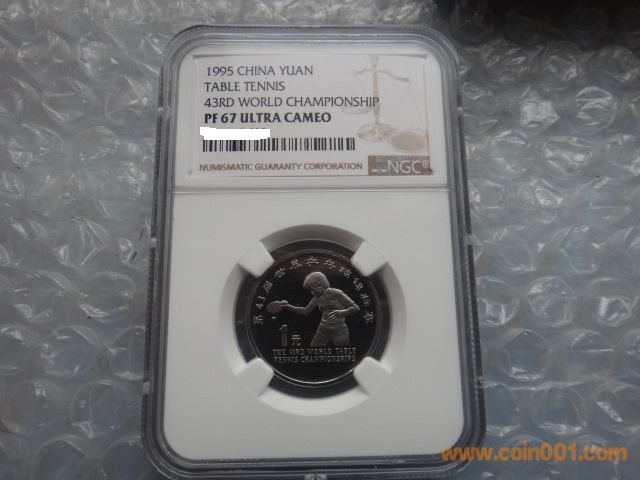 1995 CHINA YUAN
TABLE TENNIS
43RD WORLD CHAMPIONSHIP
PF 67 ULTRA CAMEO
NUMISMATIC GUARANTY CORPORATION
NGC
第43届世界乒乓球锦标赛
1元
THE 43RD WORLD TABLE
TENNIS CHAMPIONSHIPS
www.coin001.com